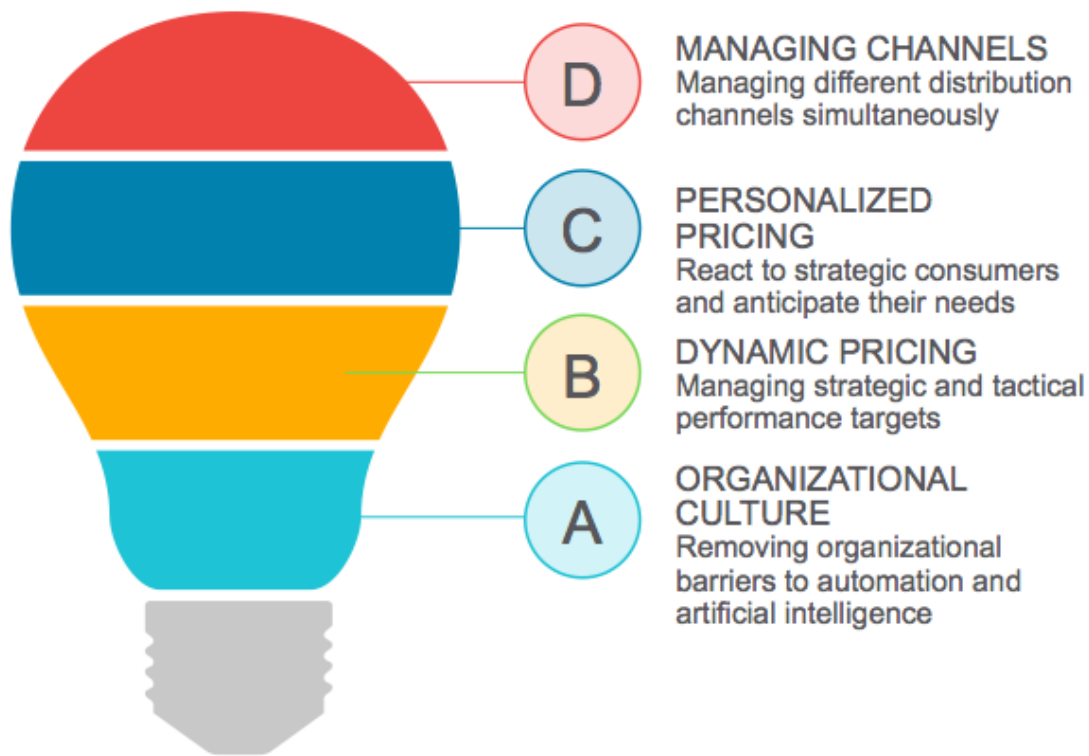 D
MANAGING CHANNELS
Managing different distribution
channels simultaneously
C
PERSONALIZED
PRICING
React to strategic consumers
and anticipate their needs
B
DYNAMIC PRICING
Managing strategic and tactical
performance targets
A
ORGANIZATIONAL
CULTURE
Removing organizational
barriers to automation and
artificial intelligence